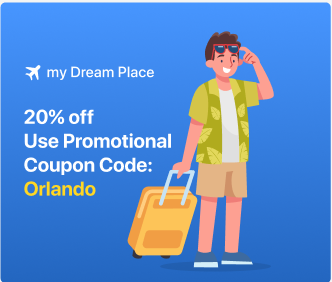 my Dream Place
20% off
Use Promotional
Coupon Code:
Orlando